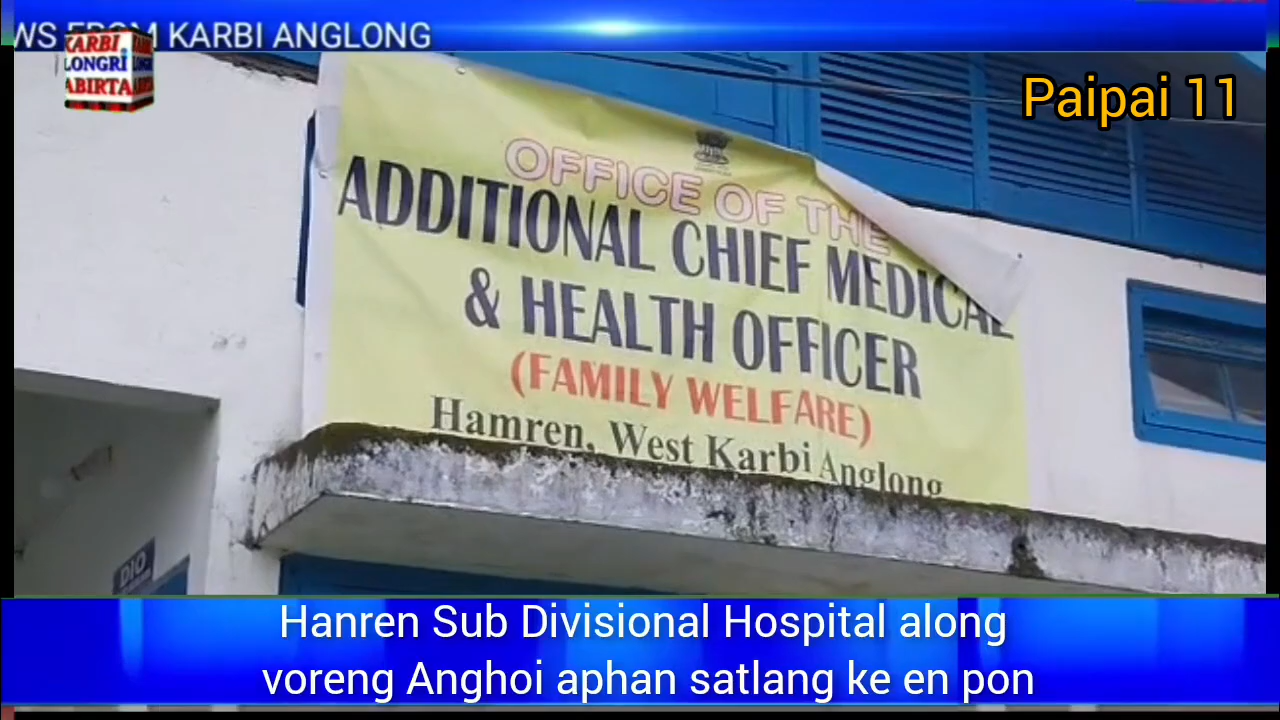 WS FROM KARBI ANGLONG
KARBI
LONGRI
ABIRTA
Paipai 11
OFFICE OF THE
ADDITIONAL CHIEF MEDICAL
& HEALTH OFFICER
(FAMILY WELFARE)
Hamren, West Karbi Anglong
DIO
Hanren Sub Divisional Hospital along
voreng Anghoi aphan satlang ke en pon